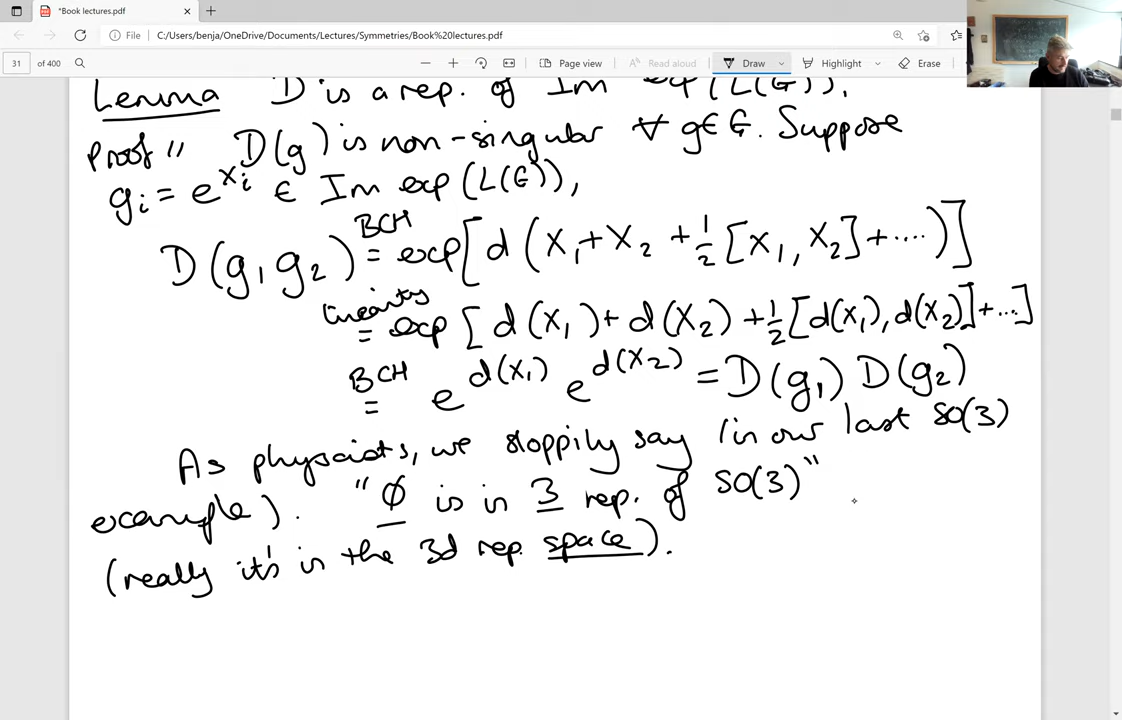 *Book lectures.pdf
File C:/Users/benja/OneDrive/Documents/Lectures/Symmetries/Book%20lectures.pdf
31 of 400 Page view Read aloud Draw Highlight Erase
Lemma D is a rep. of Im exp(L(G)).
Proof" D(g) is non-singular ∀ g∈G. Suppose
gᵢ = e^{Xᵢ} ∈ Im exp(L(G)),
D(g₁g₂) =^{BCH} exp[d(X₁+X₂+½[X₁,X₂]+....)]
=^{linearity} exp[d(X₁)+d(X₂)+½[d(X₁),d(X₂)]+...]
=^{BCH} e^{d(X₁)} e^{d(X₂)} = D(g₁) D(g₂)
As physicists, we sloppily say (in our last SO(3)
example). "ϕ is in 3 rep. of SO(3)"
(really it's in the 3d rep. space).